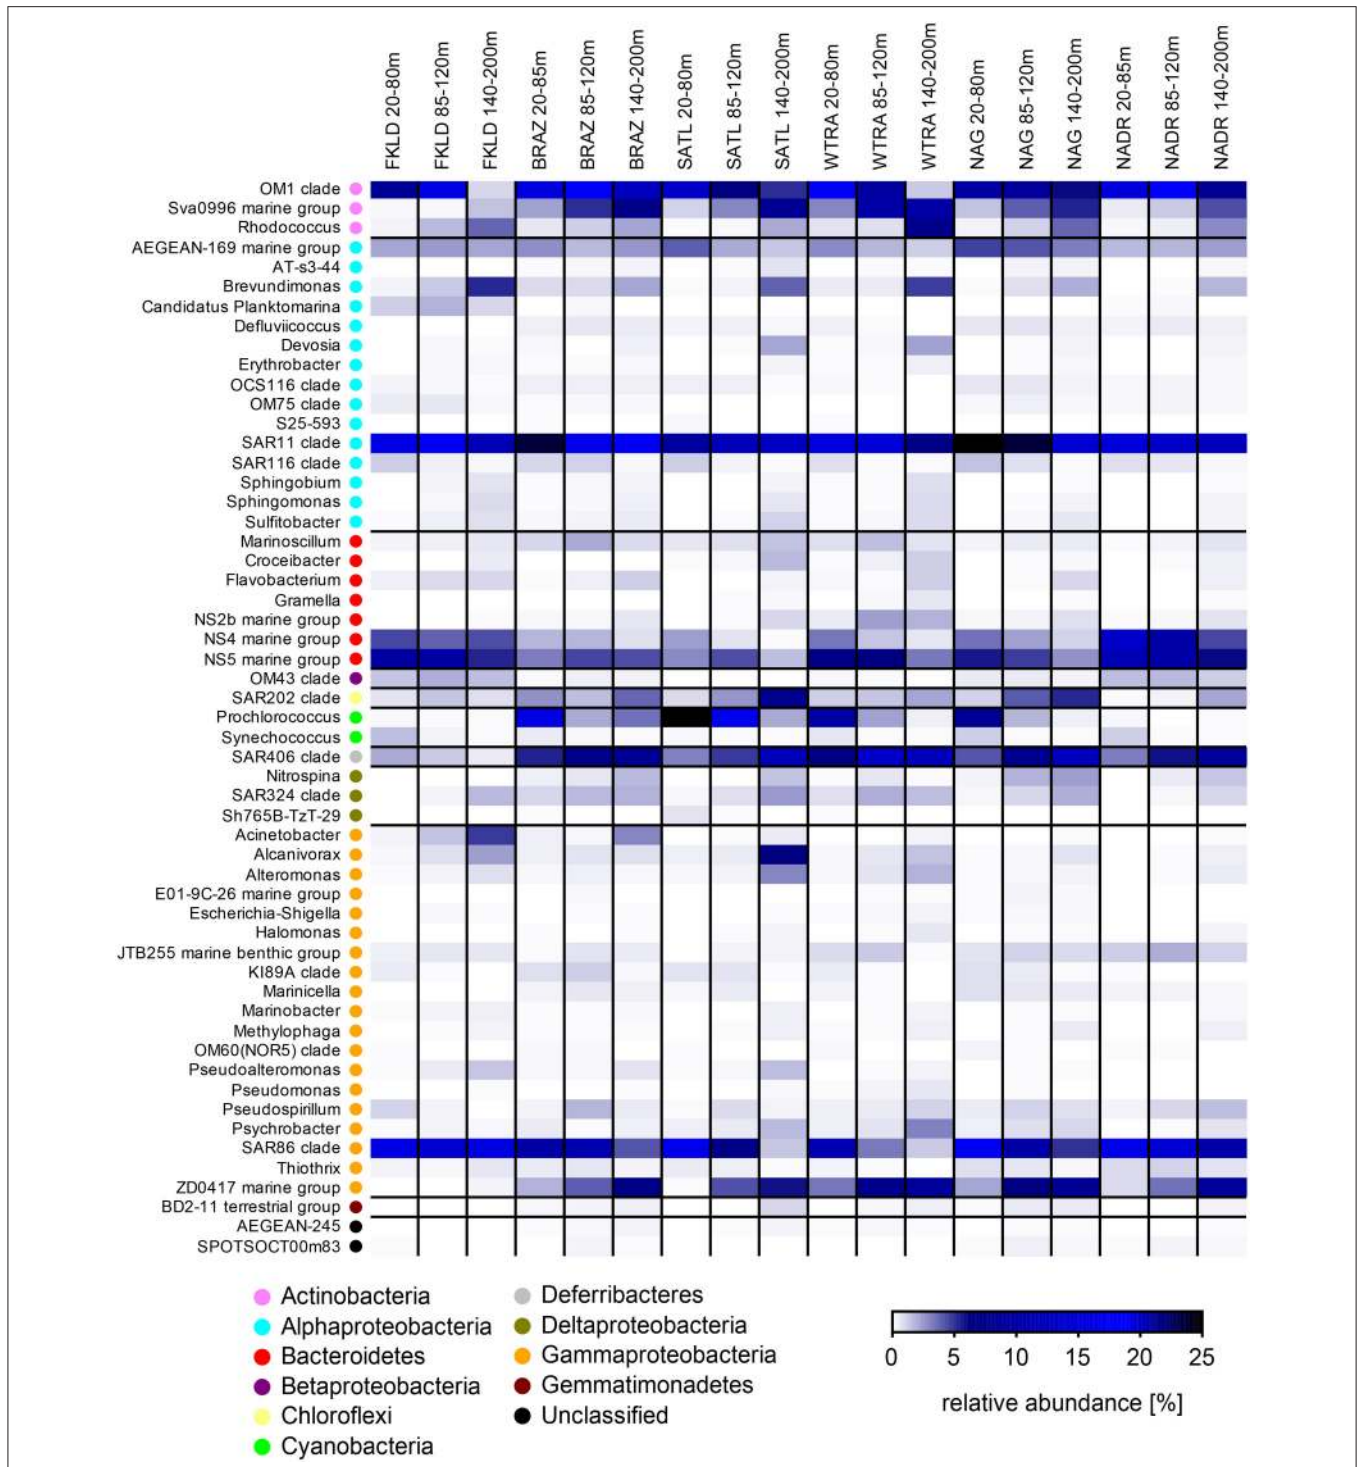 FKLD 20-80m
FKLD 85-120m
FKLD 140-200m
BRAZ 20-85m
BRAZ 85-120m
BRAZ 140-200m
SATL 20-80m
SATL 85-120m
SATL 140-200m
WTRA 20-80m
WTRA 85-120m
WTRA 140-200m
NAG 20-80m
NAG 85-120m
NAG 140-200m
NADR 20-85m
NADR 85-120m
NADR 140-200m
OM1 clade
Sva0996 marine group
Rhodococcus
AEGEAN-169 marine group
AT-s3-44
Brevundimonas
Candidatus Planktomarina
Defluviicoccus
Devosia
Erythrobacter
OCS116 clade
OM75 clade
S25-593
SAR11 clade
SAR116 clade
Sphingobium
Sphingomonas
Sulfitobacter
Marinoscillum
Croceibacter
Flavobacterium
Gramella
NS2b marine group
NS4 marine group
NS5 marine group
OM43 clade
SAR202 clade
Prochlorococcus
Synechococcus
SAR406 clade
Nitrospina
SAR324 clade
Sh765B-TzT-29
Acinetobacter
Alcanivorax
Alteromonas
E01-9C-26 marine group
Escherichia-Shigella
Halomonas
JTB255 marine benthic group
KI89A clade
Marinicella
Marinobacter
Methylophaga
OM60(NOR5) clade
Pseudoalteromonas
Pseudomonas
Pseudospirillum
Psychrobacter
SAR86 clade
Thiothrix
ZD0417 marine group
BD2-11 terrestrial group
AEGEAN-245
SPOTSOCT00m83
Actinobacteria
Alphaproteobacteria
Bacteroidetes
Betaproteobacteria
Chloroflexi
Cyanobacteria
Deferribacteres
Deltaproteobacteria
Gammaproteobacteria
Gemmatimonadetes
Unclassified
0 5 10 15 20 25
relative abundance [%]